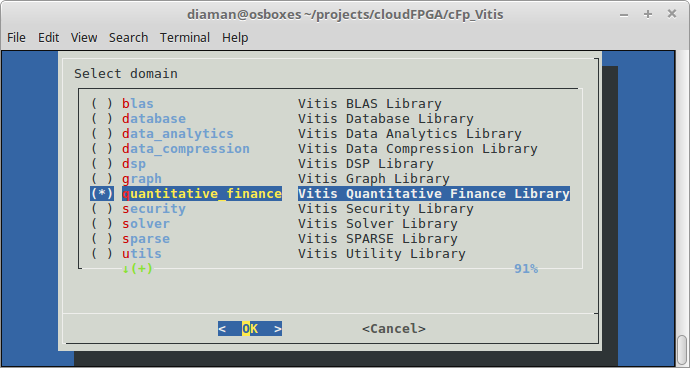 diaman@osboxes ~/projects/cloudFPGA/cFp_Vitis
File Edit View Search Terminal Help
Select domain
( ) blas Vitis BLAS Library
( ) database Vitis Database Library
( ) data_analytics Vitis Data Analytics Library
( ) data_compression Vitis Data Compression Library
( ) dsp Vitis DSP Library
( ) graph Vitis Graph Library
(*) quantitative_finance Vitis Quantitative Finance Library
( ) security Vitis Security Library
( ) solver Vitis Solver Library
( ) sparse Vitis SPARSE Library
( ) utils Vitis Utility Library
↓(+) 91%
< OK > <Cancel>